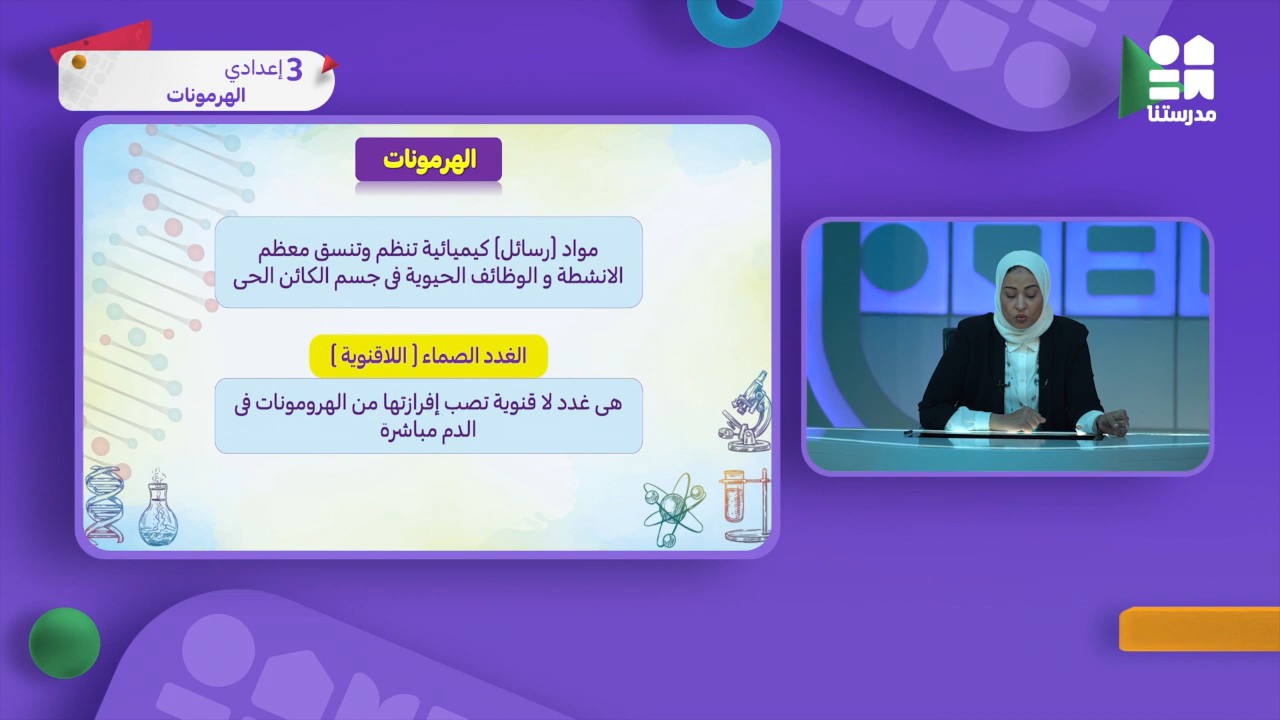 3 إعدادي
الهرمونات
مدرستنا
الهرمونات
مواد (رسائل) كيميائية تنظم وتنسق معظم
الانشطة و الوظائف الحيوية فى جسم الكائن الحى
الغدد الصماء ( اللاقنوية )
هى غدد لا قنوية تصب إفرازتها من الهرومونات فى
الدم مباشرة